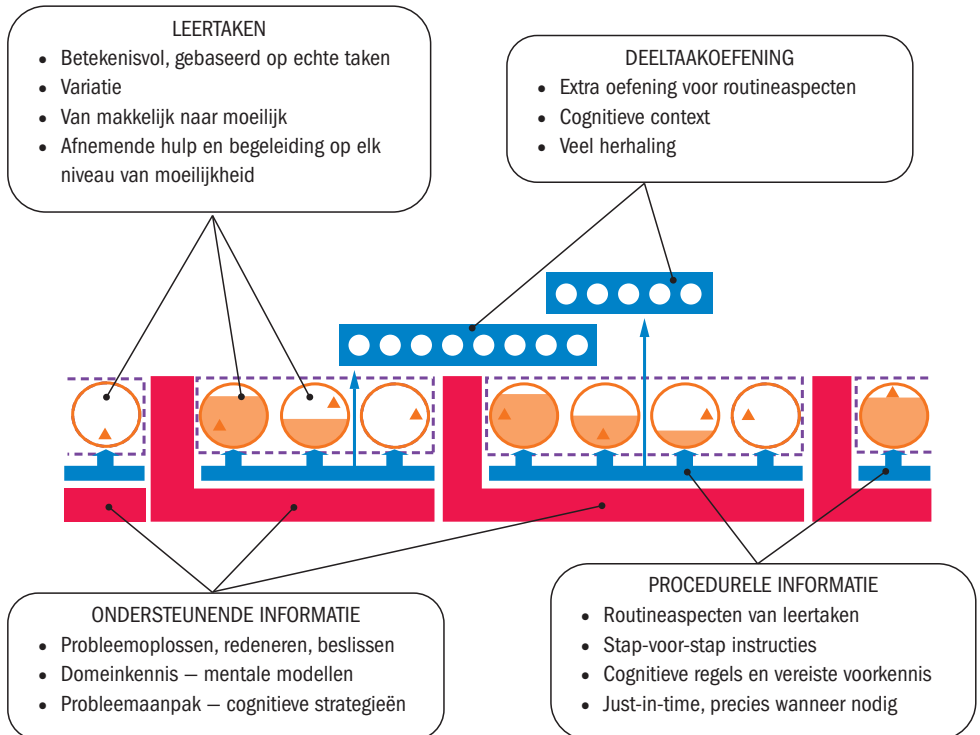 LEERTAKEN
• Betekenisvol, gebaseerd op echte taken
• Variatie
• Van makkelijk naar moeilijk
• Afnemende hulp en begeleiding op elk
niveau van moeilijkheid
DEELTAAKOEFENING
• Extra oefening voor routineaspecten
• Cognitieve context
• Veel herhaling
ONDERSTEUNENDE INFORMATIE
• Probleemoplossen, redeneren, beslissen
• Domeinkennis — mentale modellen
• Probleemaanpak — cognitieve strategieën
PROCEDURELE INFORMATIE
• Routineaspecten van leertaken
• Stap-voor-stap instructies
• Cognitieve regels en vereiste voorkennis
• Just-in-time, precies wanneer nodig